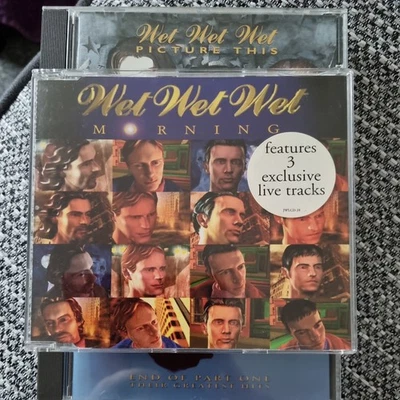 Wet Wet Wet
PICTURE THIS
Wet Wet Wet
MORNING
features
3
exclusive
live tracks
END OF PART ONE
THEIR GREATEST HITS